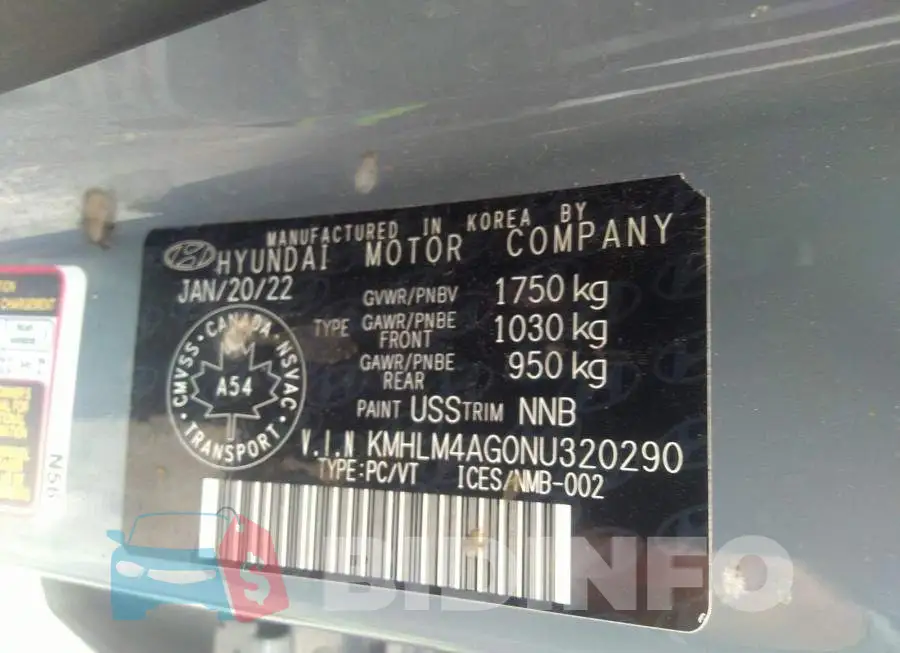 MANUFACTURED IN KOREA BY
HYUNDAI MOTOR COMPANY
JAN/20/22
GVWR/PNBV 1750 kg
TYPE GAWR/PNBE FRONT 1030 kg
GAWR/PNBE REAR 950 kg
PAINT USS TRIM NNB
V.I.N KMHLM4AG0NU320290
TYPE:PC/VT ICES/NMB-002
CMVSS · CANADA · NSVAC
A54
TRANSPORT
CHARGEMENT
N5B
BIDINFO